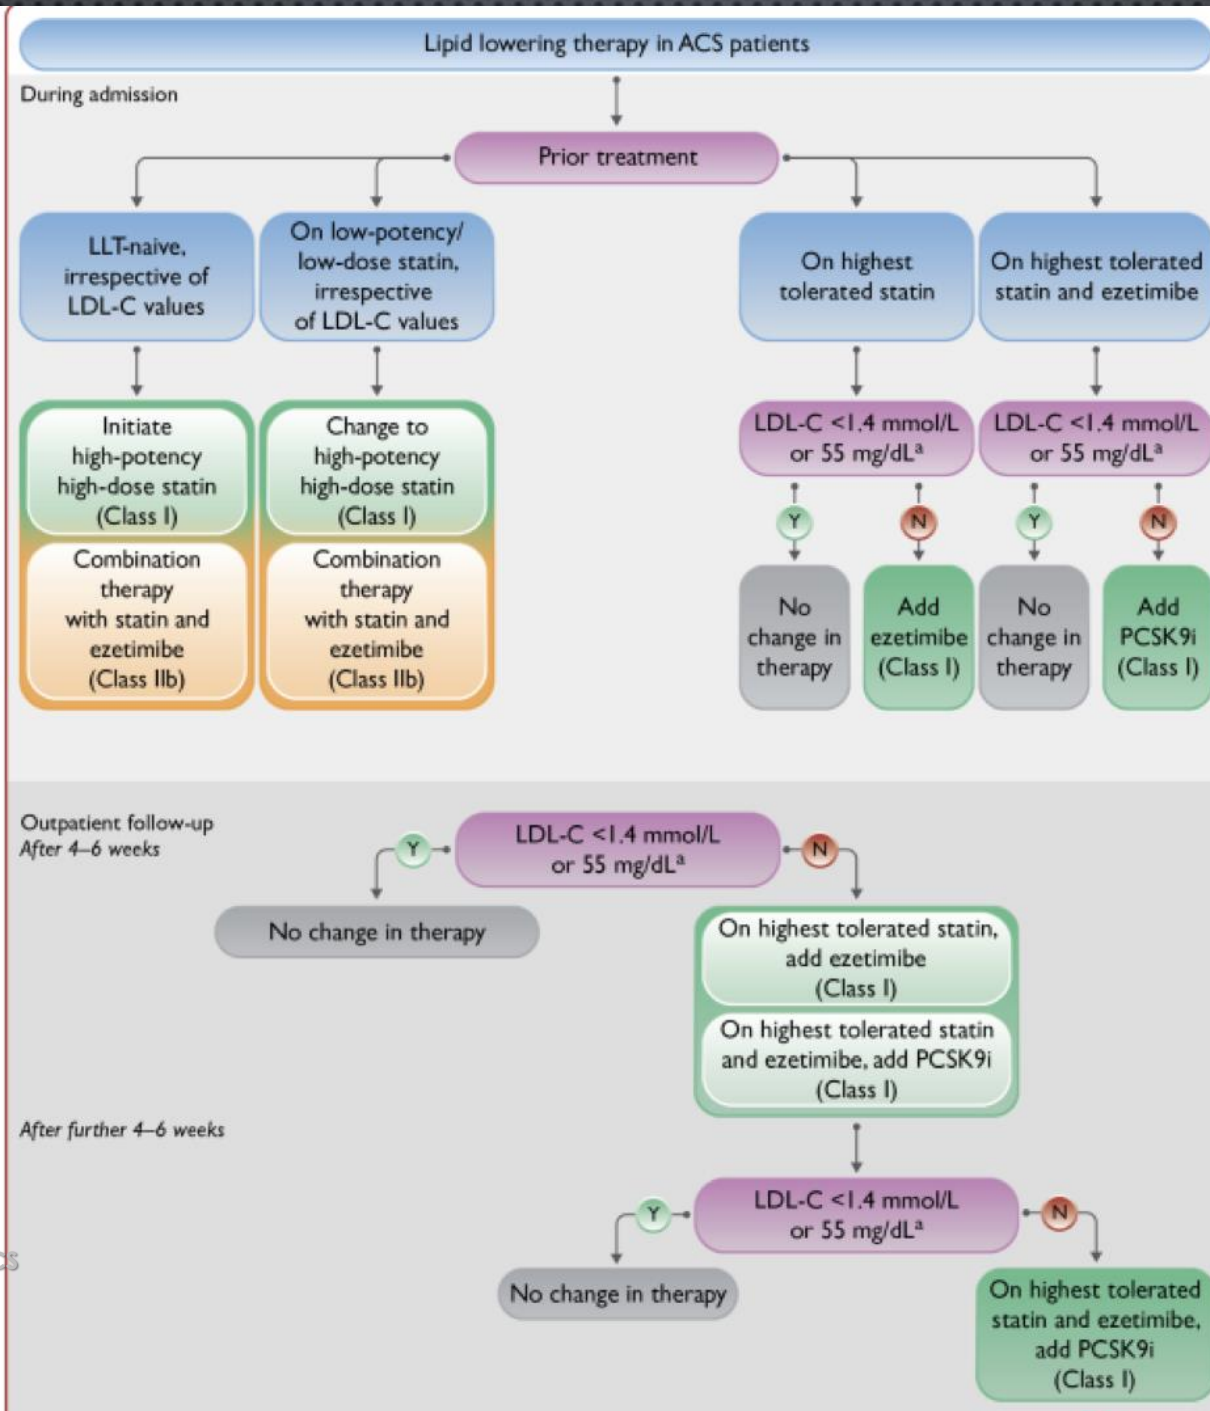 Lipid lowering therapy in ACS patients
During admission
Prior treatment
LLT-naive,
irrespective of
LDL-C values
On low-potency/
low-dose statin,
irrespective
of LDL-C values
On highest
tolerated statin
On highest tolerated
statin and ezetimibe
Initiate
high-potency
high-dose statin
(Class I)
Combination
therapy
with statin and
ezetimibe
(Class IIb)
Change to
high-potency
high-dose statin
(Class I)
Combination
therapy
with statin and
ezetimibe
(Class IIb)
LDL-C <1.4 mmol/L
or 55 mg/dLᵃ
Y
N
No
change in
therapy
Add
ezetimibe
(Class I)
LDL-C <1.4 mmol/L
or 55 mg/dLᵃ
Y
N
No
change in
therapy
Add
PCSK9i
(Class I)
Outpatient follow-up
After 4–6 weeks
LDL-C <1.4 mmol/L
or 55 mg/dLᵃ
Y
N
No change in therapy
On highest tolerated statin,
add ezetimibe
(Class I)
On highest tolerated statin
and ezetimibe, add PCSK9i
(Class I)
After further 4–6 weeks
LDL-C <1.4 mmol/L
or 55 mg/dLᵃ
Y
N
No change in therapy
On highest tolerated
statin and ezetimibe,
add PCSK9i
(Class I)